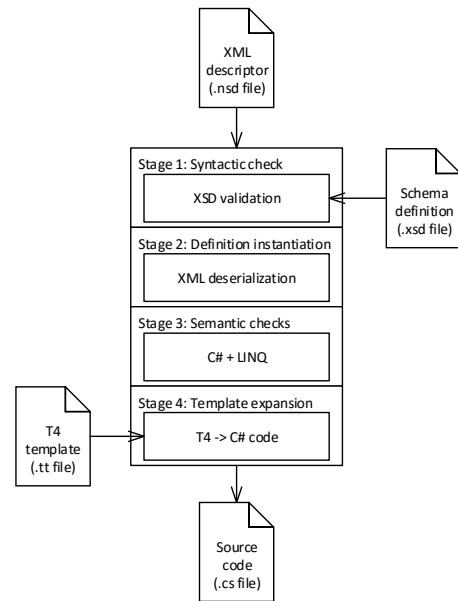 XML
descriptor
(.nsd file)
Stage 1: Syntactic check
XSD validation
Schema
definition
(.xsd file)
Stage 2: Definition instantiation
XML deserialization
Stage 3: Semantic checks
C# + LINQ
Stage 4: Template expansion
T4 -> C# code
T4
template
(.tt file)
Source
code
(.cs file)